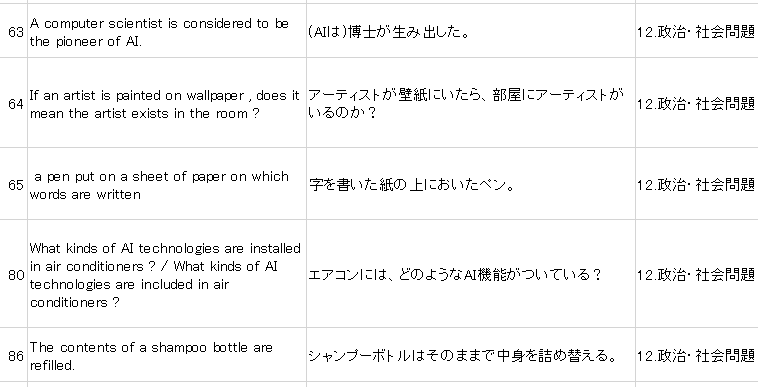 63 A computer scientist is considered to be the pioneer of AI. (AIは)博士が生み出した。 12.政治・社会問題
64 If an artist is painted on wallpaper , does it mean the artist exists in the room ? アーティストが壁紙にいたら、部屋にアーティストがいるのか？ 12.政治・社会問題
65 a pen put on a sheet of paper on which words are written 字を書いた紙の上においたペン。 12.政治・社会問題
80 What kinds of AI technologies are installed in air conditioners ? / What kinds of AI technologies are included in air conditioners ? エアコンには、どのようなAI機能がついている？ 12.政治・社会問題
86 The contents of a shampoo bottle are refilled. シャンプーボトルはそのままで中身を詰め替える。 12.政治・社会問題